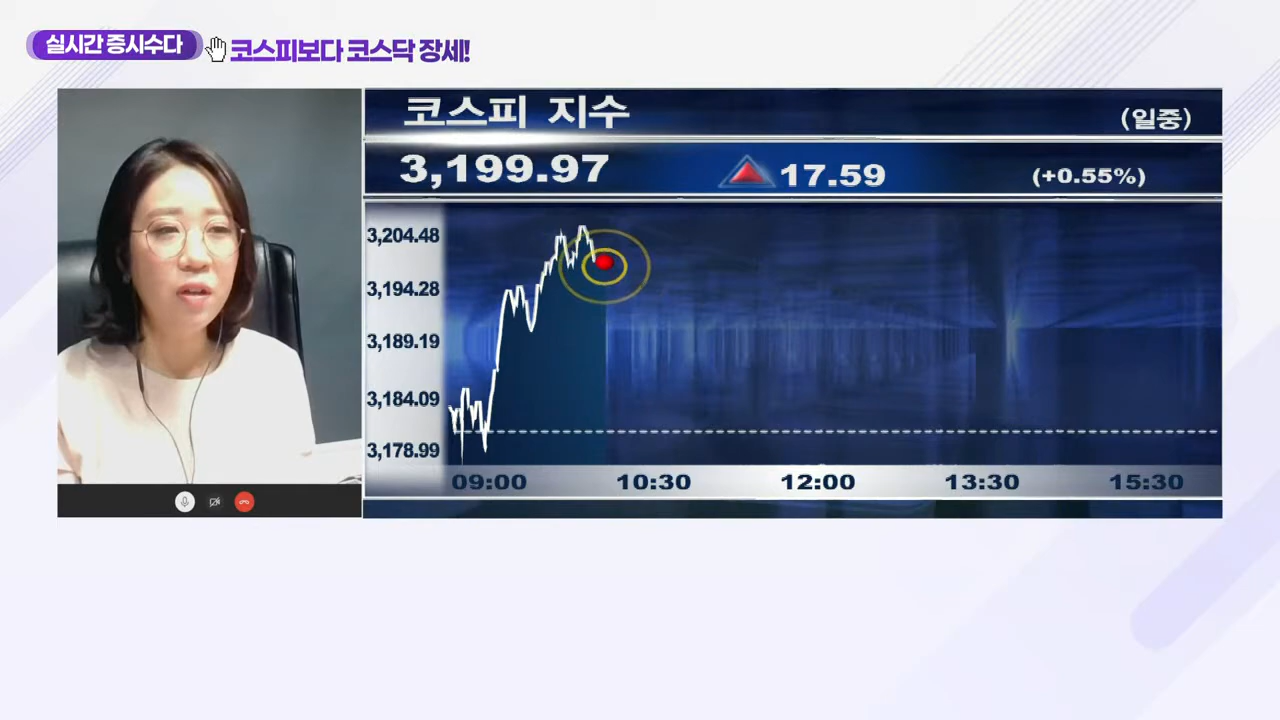 실시간 증시수다
코스피보다 코스닥 장세!
코스피 지수
(일중)
3,199.97
17.59
(+0.55%)
3,204.48
3,194.28
3,189.19
3,184.09
3,178.99
09:00 10:30 12:00 13:30 15:30